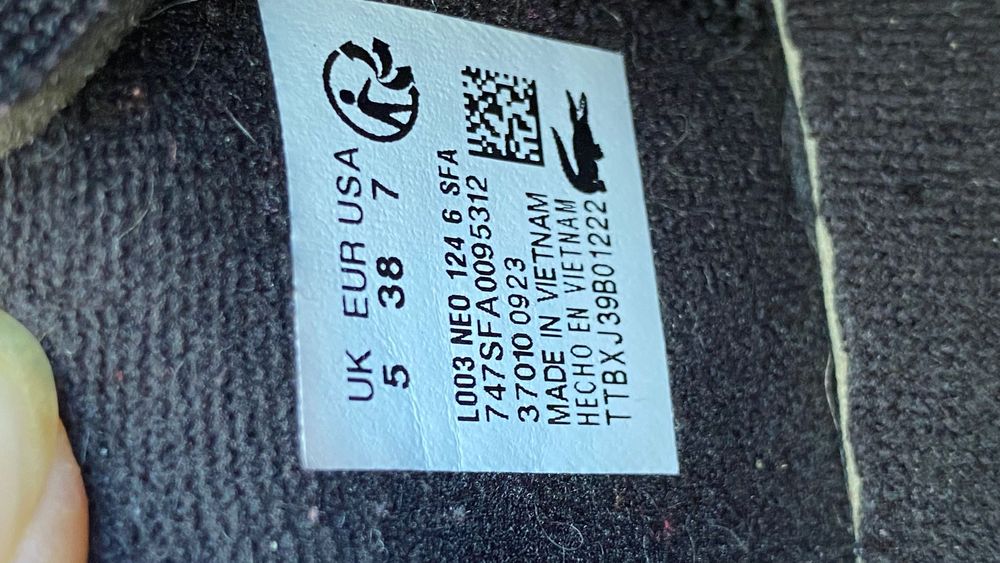 UK EUR USA
5 38 7
L003 NEO 124 6 SFA
747SFA0095312
37010 0923
MADE IN VIETNAM
HECHO EN VIETNAM
TTBXJ39B01222